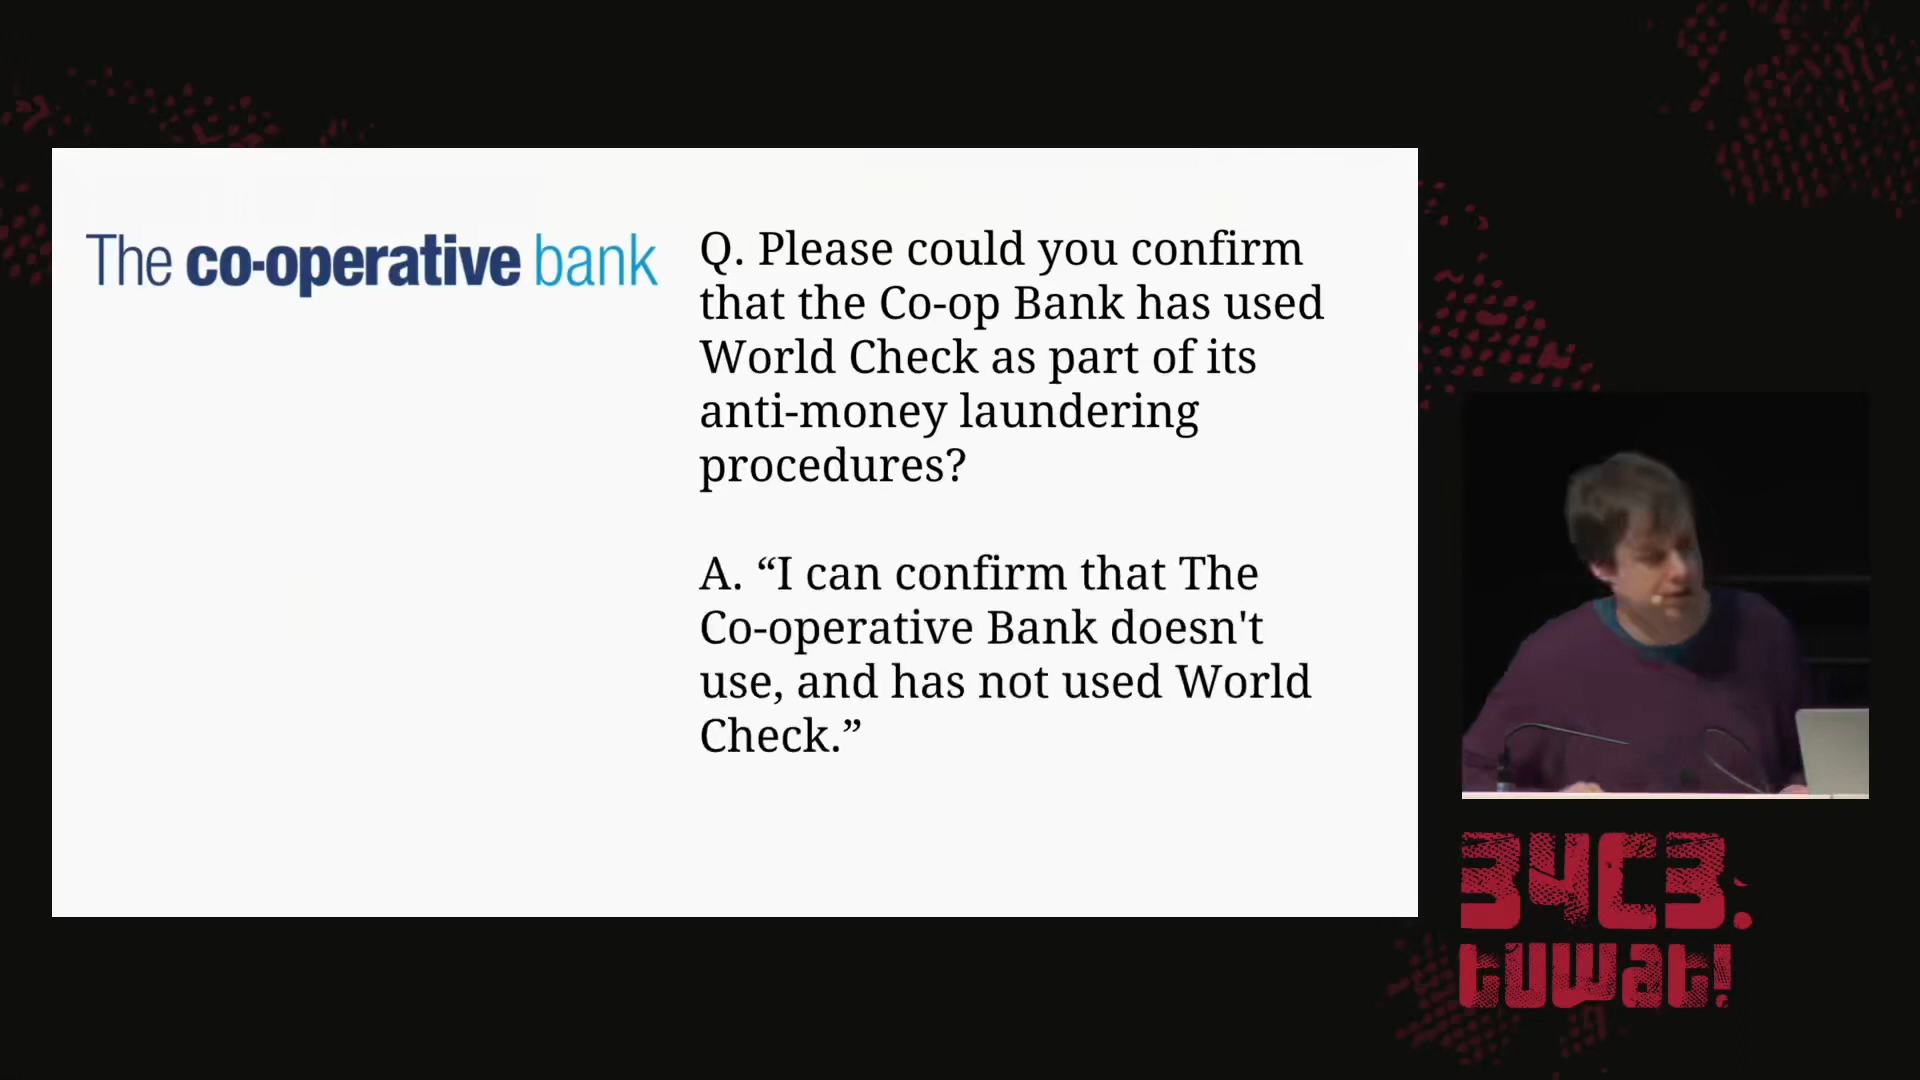 The co-operative bank
Q. Please could you confirm
that the Co-op Bank has used
World Check as part of its
anti-money laundering
procedures?
A. “I can confirm that The
Co-operative Bank doesn't
use, and has not used World
Check.”
34C3.
tuwat!